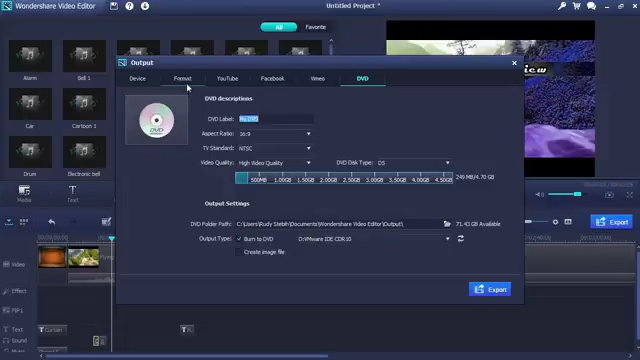 Wondershare Video Editor
Untitled Project *
All
Favorite
Alarm
Bell 1
Car
Cartoon 1
Drum
Electronic bell
Media
Text
Output
Device
Format
YouTube
Facebook
Vimeo
DVD
DVD descriptions
DVD Label:
My DVD
Aspect Ratio:
16:9
TV Standard:
NTSC
Video Quality:
High Video Quality
DVD Disk Type:
D5
500MB 1.00GB 1.50GB 2.00GB 2.50GB 3.00GB 3.50GB 4.00GB 4.50GB
249 MB/4.70 GB
Output Settings
DVD Folder Path:
C:\Users\Rudy Stebih\Documents\Wondershare Video Editor\Output\
71.43 GB Available
Output Type:
Burn to DVD
D:VMware IDE CDR10
Create image file
Export
Export
Video
Effect
PIP1
Text
Curtain
Sound